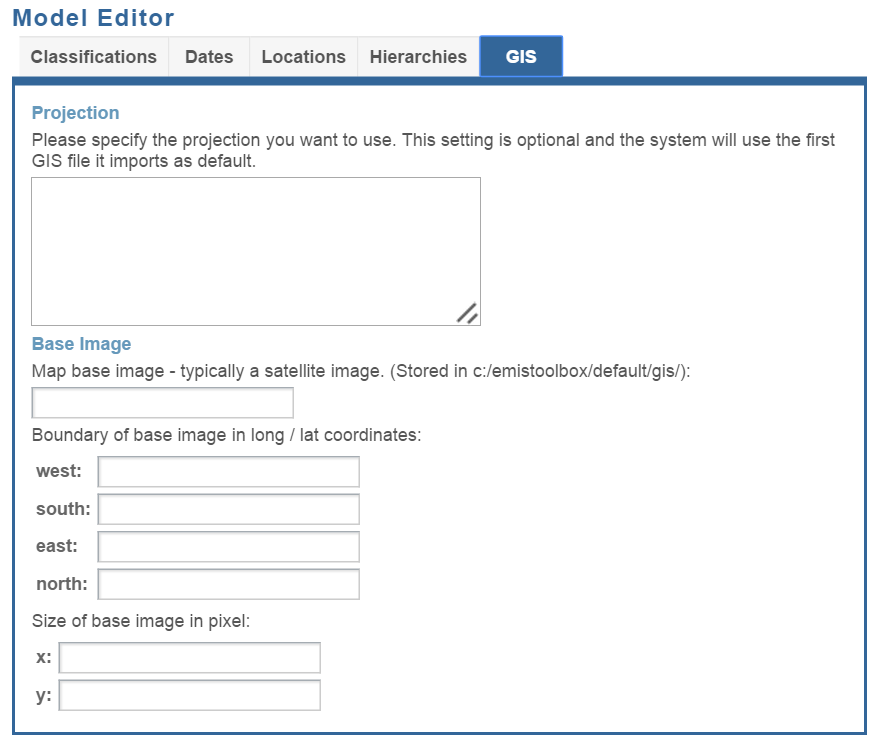 Model Editor
Classifications Dates Locations Hierarchies GIS
Projection
Please specify the projection you want to use. This setting is optional and the system will use the first
GIS file it imports as default.
Base Image
Map base image - typically a satellite image. (Stored in c:/emistoolbox/default/gis/):
Boundary of base image in long / lat coordinates:
west:
south:
east:
north:
Size of base image in pixel:
x:
y: